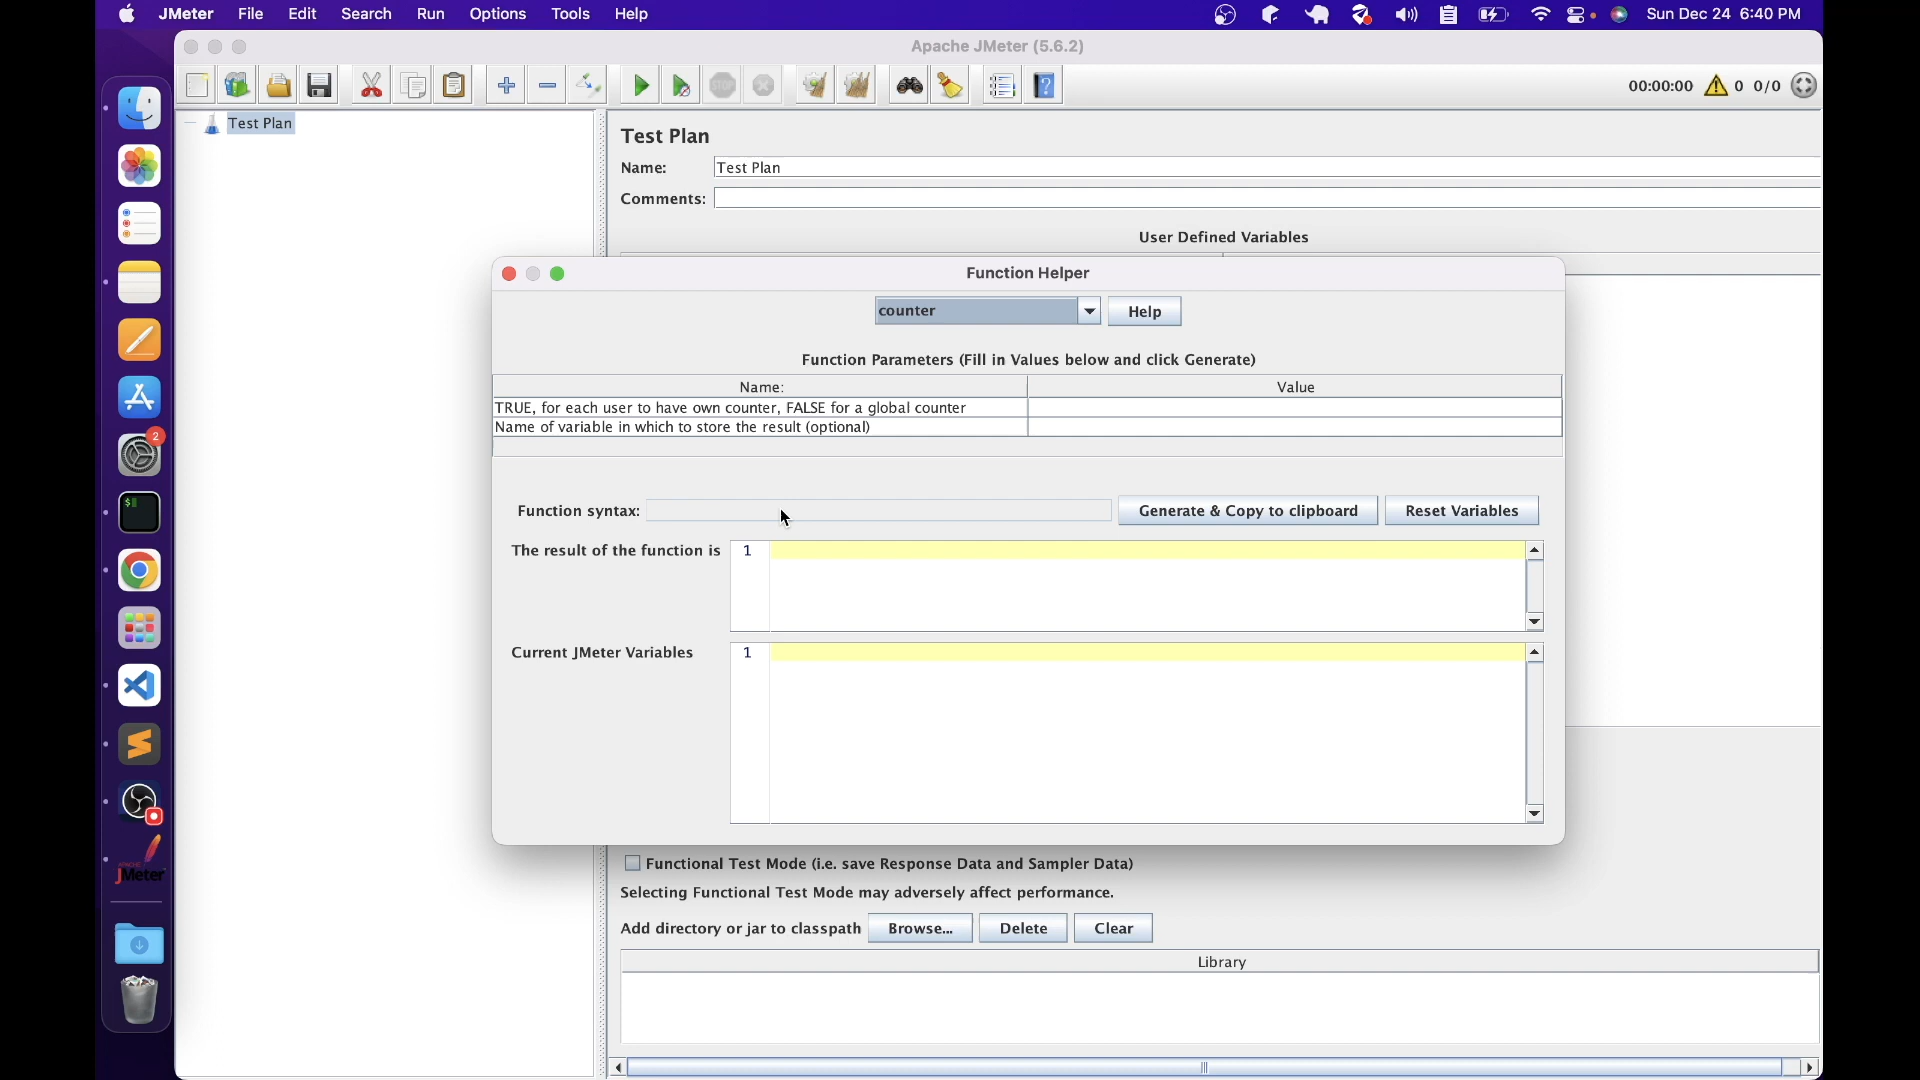 JMeter File Edit Search Run Options Tools Help Sun Dec 24 6:40 PM
Apache JMeter (5.6.2)
STOP 00:00:00 0 0/0
Test Plan
Test Plan
Name: Test Plan
Comments:
User Defined Variables
Function Helper
counter Help
Function Parameters (Fill in Values below and click Generate)
Name: Value
TRUE, for each user to have own counter, FALSE for a global counter
Name of variable in which to store the result (optional)
Function syntax: Generate & Copy to clipboard Reset Variables
The result of the function is 1
Current JMeter Variables 1
Functional Test Mode (i.e. save Response Data and Sampler Data)
Selecting Functional Test Mode may adversely affect performance.
Add directory or jar to classpath Browse... Delete Clear
Library
2
$
APACHE
JMeter